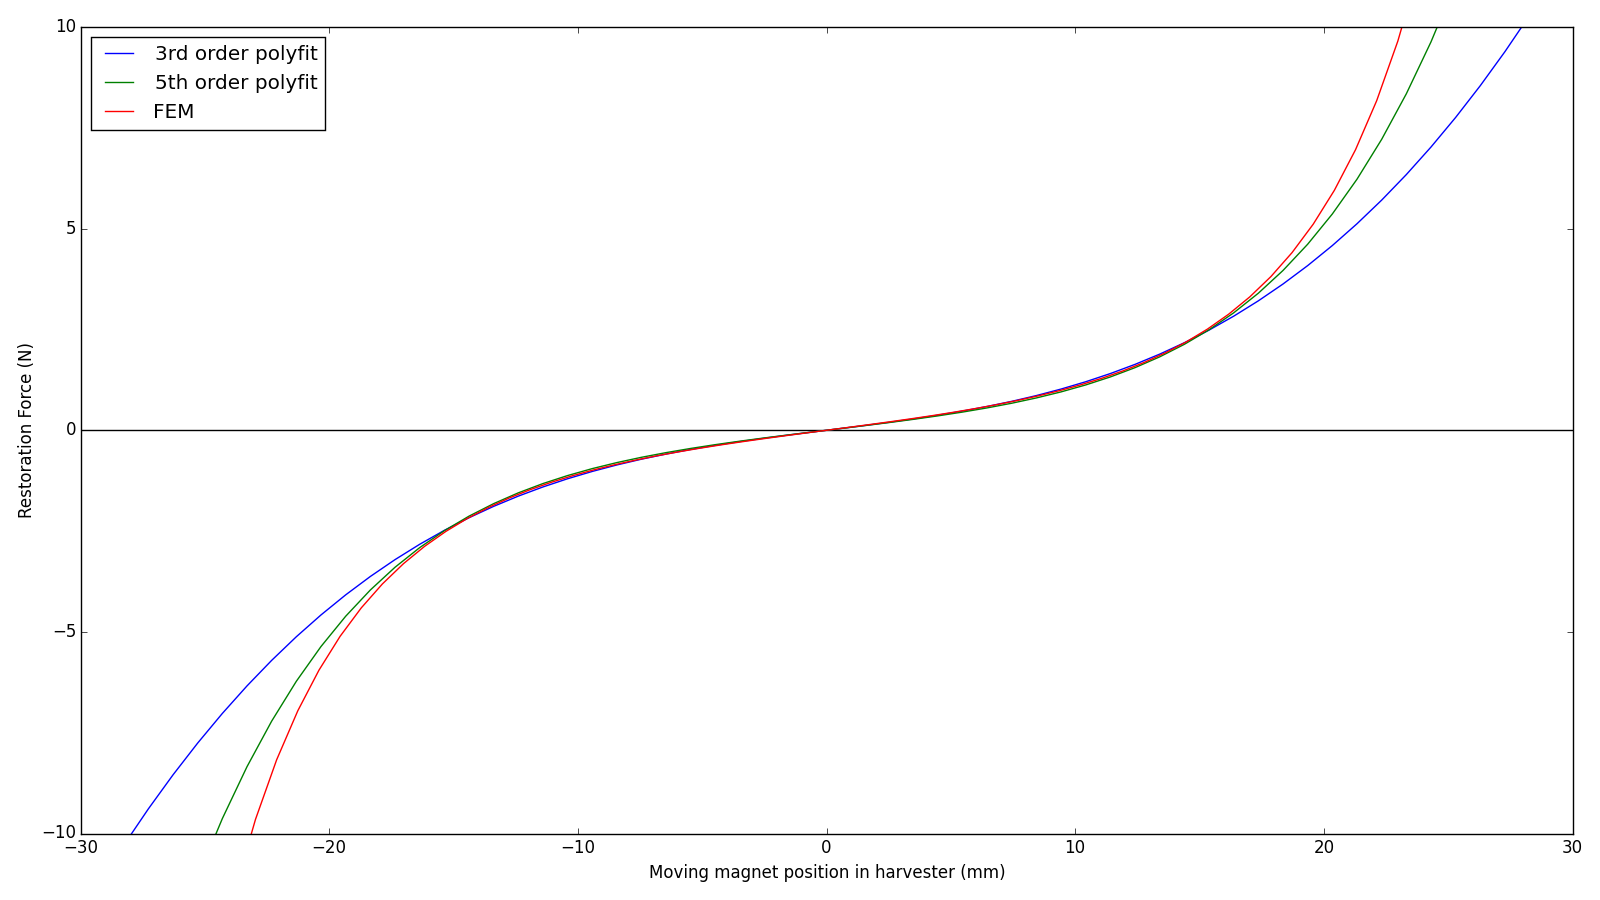 3rd order polyfit
5th order polyfit
FEM
10
5
0
−5
−10
Restoration Force (N)
−30 −20 −10 0 10 20 30
Moving magnet position in harvester (mm)